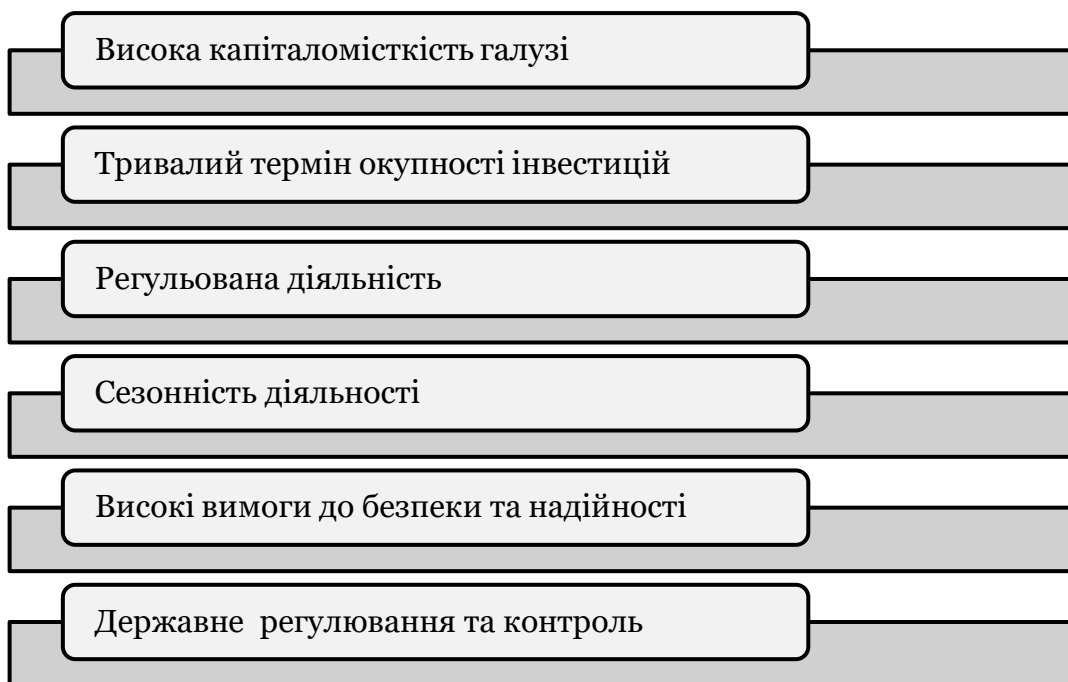 Висока капіталомісткість галузі
Тривалий термін окупності інвестицій
Регульована діяльність
Сезонність діяльності
Високі вимоги до безпеки та надійності
Державне  регулювання та контроль